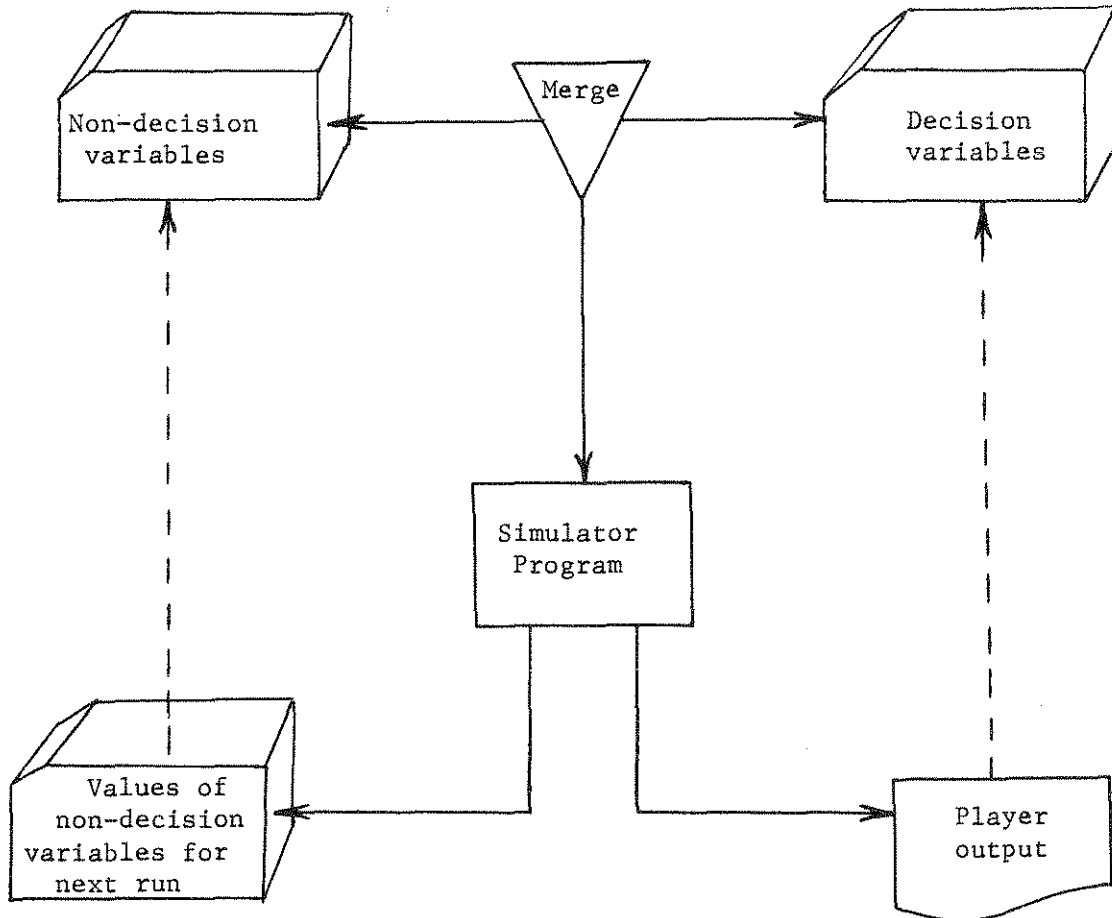 Merge
Non-decision
variables
Decision
variables
Simulator
Program
Values of
non-decision
variables for
next run
Player
output